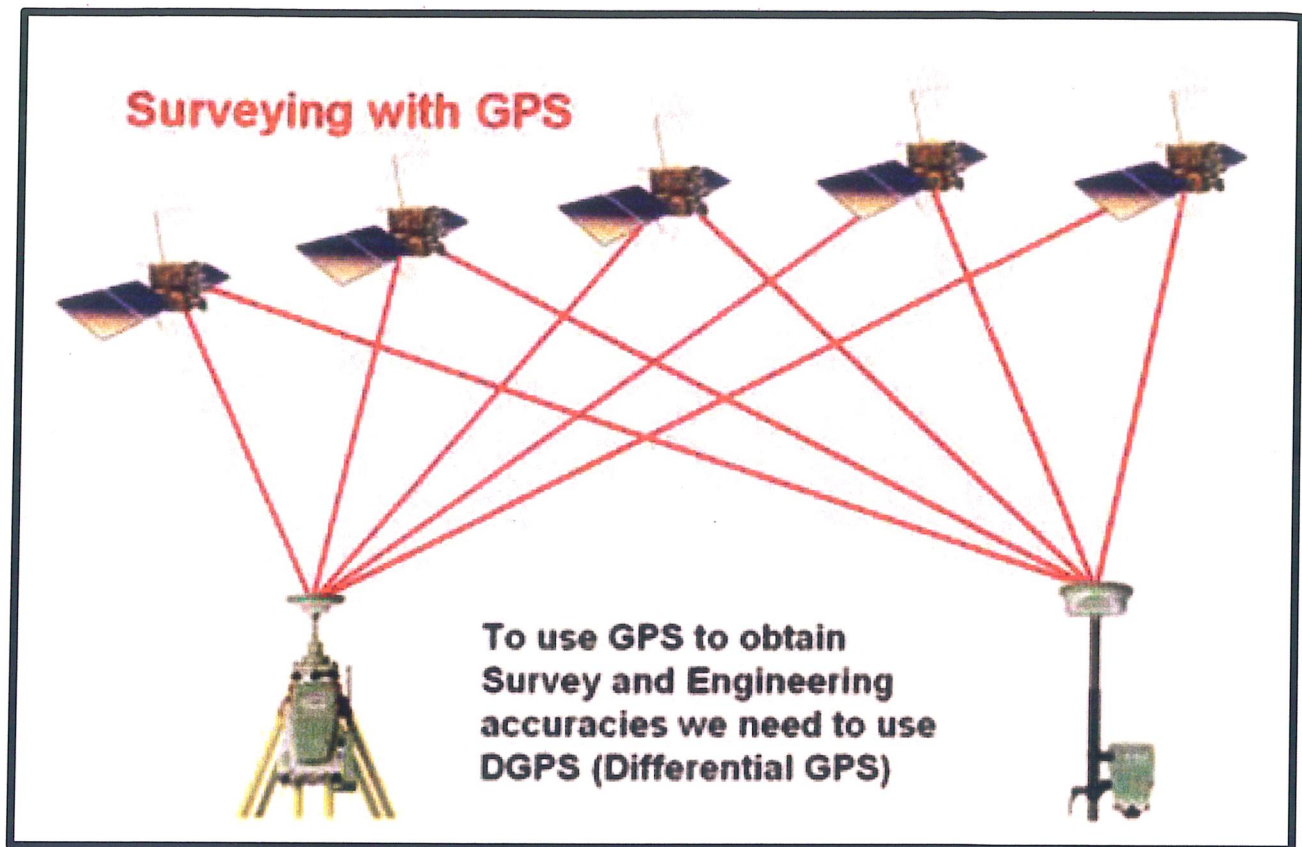 Surveying with GPS
To use GPS to obtain
Survey and Engineering
accuracies we need to use
DGPS (Differential GPS)